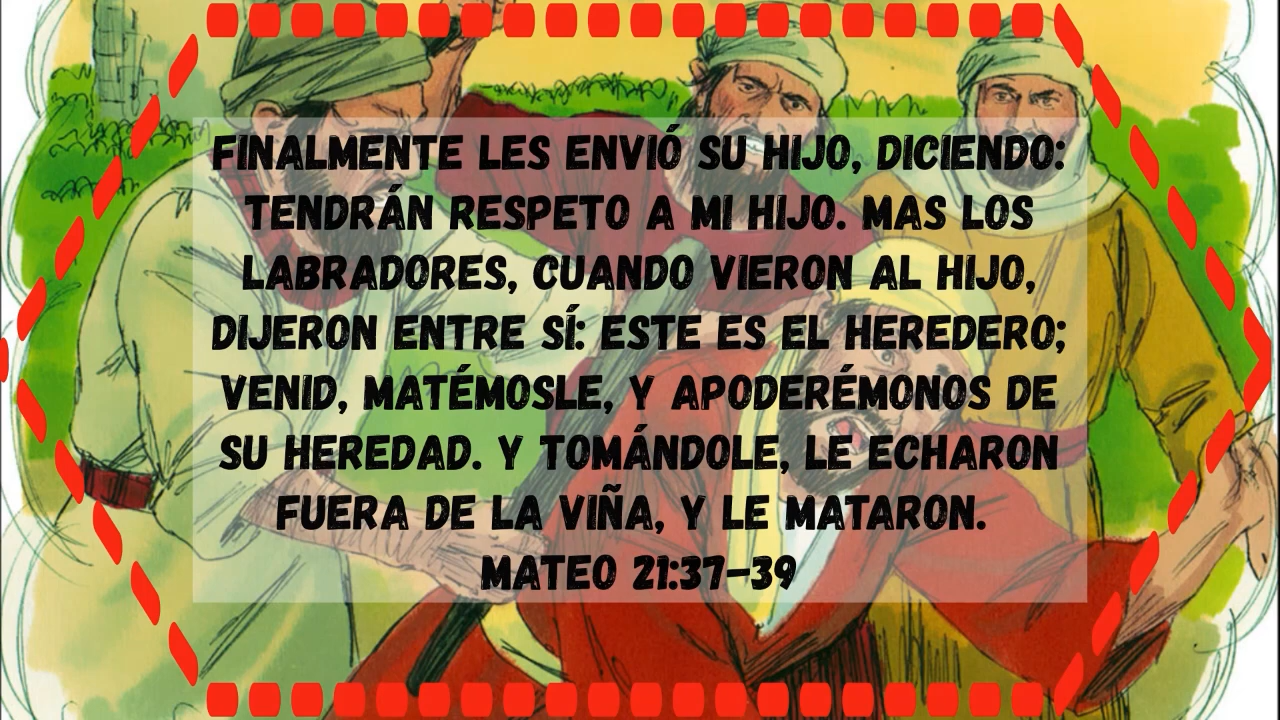 FINALMENTE LES ENVIÓ SU HIJO, DICIENDO:
TENDRÁN RESPETO A MI HIJO. MAS LOS
LABRADORES, CUANDO VIERON AL HIJO,
DIJERON ENTRE SÍ: ESTE ES EL HEREDERO;
VENID, MATÉMOSLE, Y APODERÉMONOS DE
SU HEREDAD. Y TOMÁNDOLE, LE ECHARON
FUERA DE LA VIÑA, Y LE MATARON.
MATEO 21:37–39